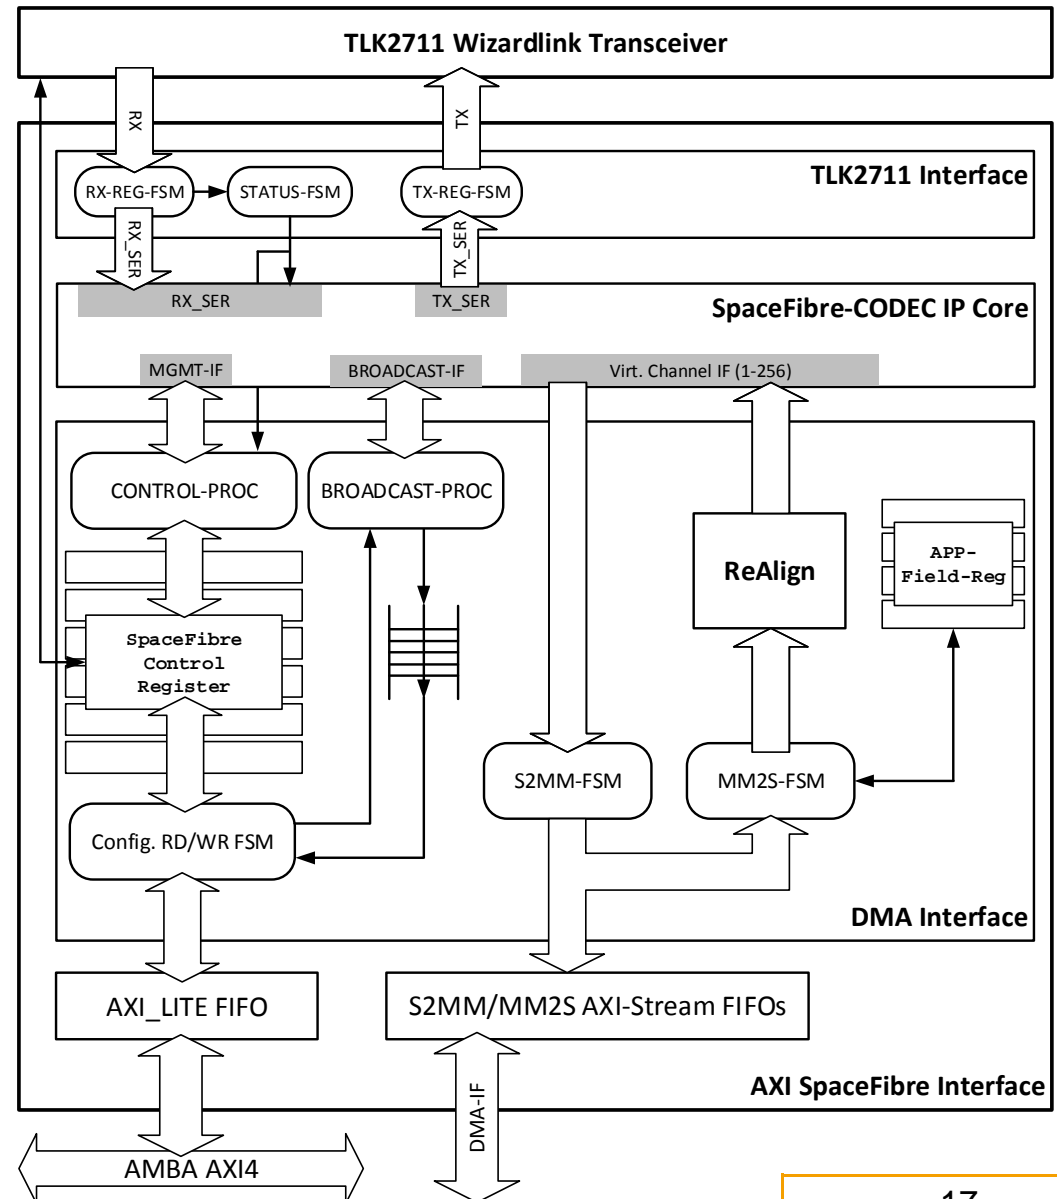 TLK2711 Wizardlink Transceiver
RX
TX
TLK2711 Interface
RX-REG-FSM
STATUS-FSM
TX-REG-FSM
RX_SER
TX_SER
RX_SER
TX_SER
SpaceFibre-CODEC IP Core
MGMT-IF
BROADCAST-IF
Virt. Channel IF (1-256)
CONTROL-PROC
BROADCAST-PROC
ReAlign
APP-
Field-Reg
SpaceFibre
Control
Register
S2MM-FSM
MM2S-FSM
Config. RD/WR FSM
DMA Interface
AXI_LITE FIFO
S2MM/MM2S AXI-Stream FIFOs
AXI SpaceFibre Interface
DMA-IF
AMBA AXI4
17